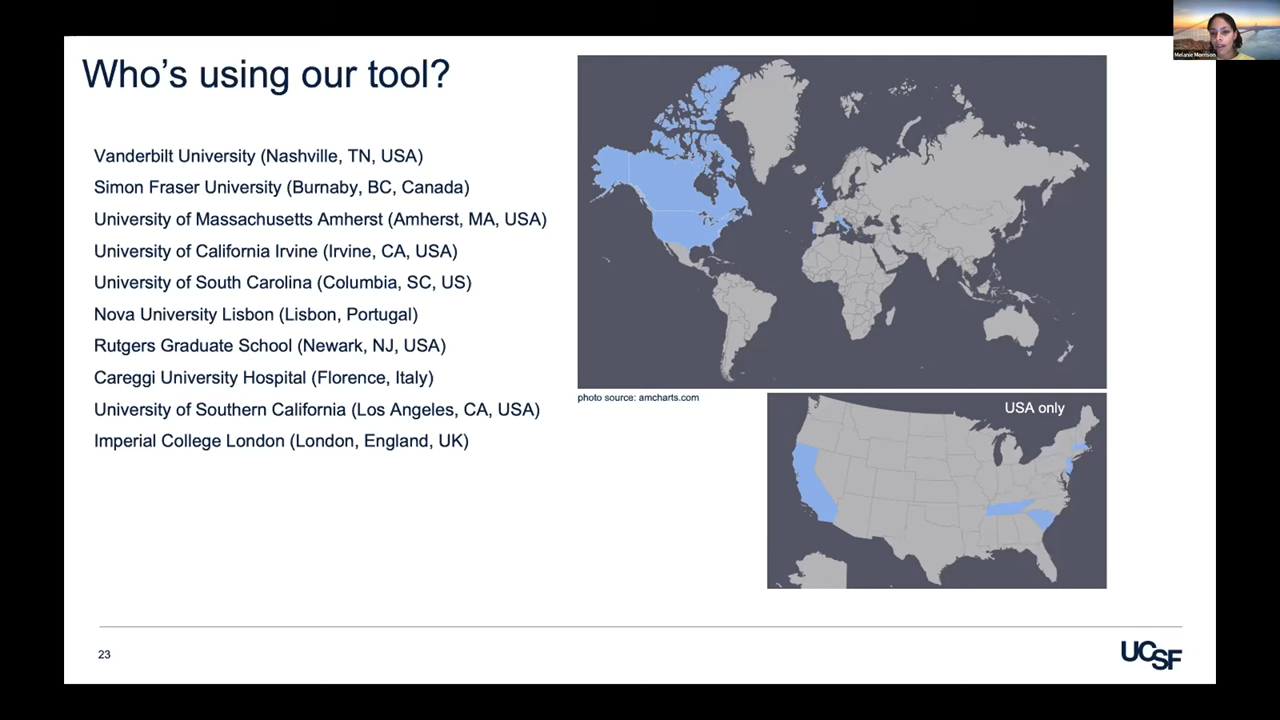 Melanie Morrison
Who's using our tool?
Vanderbilt University (Nashville, TN, USA)
Simon Fraser University (Burnaby, BC, Canada)
University of Massachusetts Amherst (Amherst, MA, USA)
University of California Irvine (Irvine, CA, USA)
University of South Carolina (Columbia, SC, US)
Nova University Lisbon (Lisbon, Portugal)
Rutgers Graduate School (Newark, NJ, USA)
Careggi University Hospital (Florence, Italy)
University of Southern California (Los Angeles, CA, USA)
Imperial College London (London, England, UK)
photo source: amcharts.com
USA only
23
UCSF